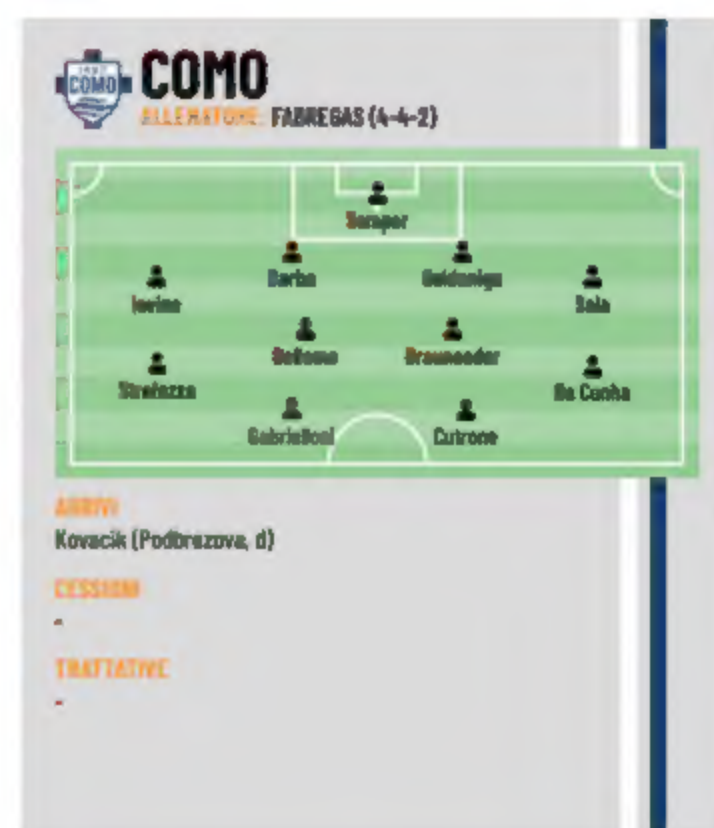 COMO
COMO
ALLENATORE: FABREGAS (4-4-2)
Semper
Barba
Goldaniga
Iovine
Sala
Bellemo
Braunoeder
Strefezza
Da Cunha
Gabrielloni
Cutrone
ARRIVI
Kovacik (Podbrezova, d)
CESSIONI
-
TRATTATIVE
-